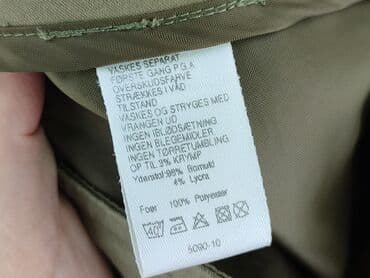 VASKES SEPARAT
FØRSTE GANG P.G.A
OVERSKUDSFARVE
STRÆKKES I VÅD
TILSTAND
VASKES OG STRYGES MED
VRANGEN UD
INGEN IBLØDSÆTNING
INGEN BLEGEMIDLER
INGEN TØRRETUMBLING
OP TIL 3% KRYMP
Yderstof: 96% Bomuld
4% Lycra
Foer: 100% Polyester
40°
5090-10